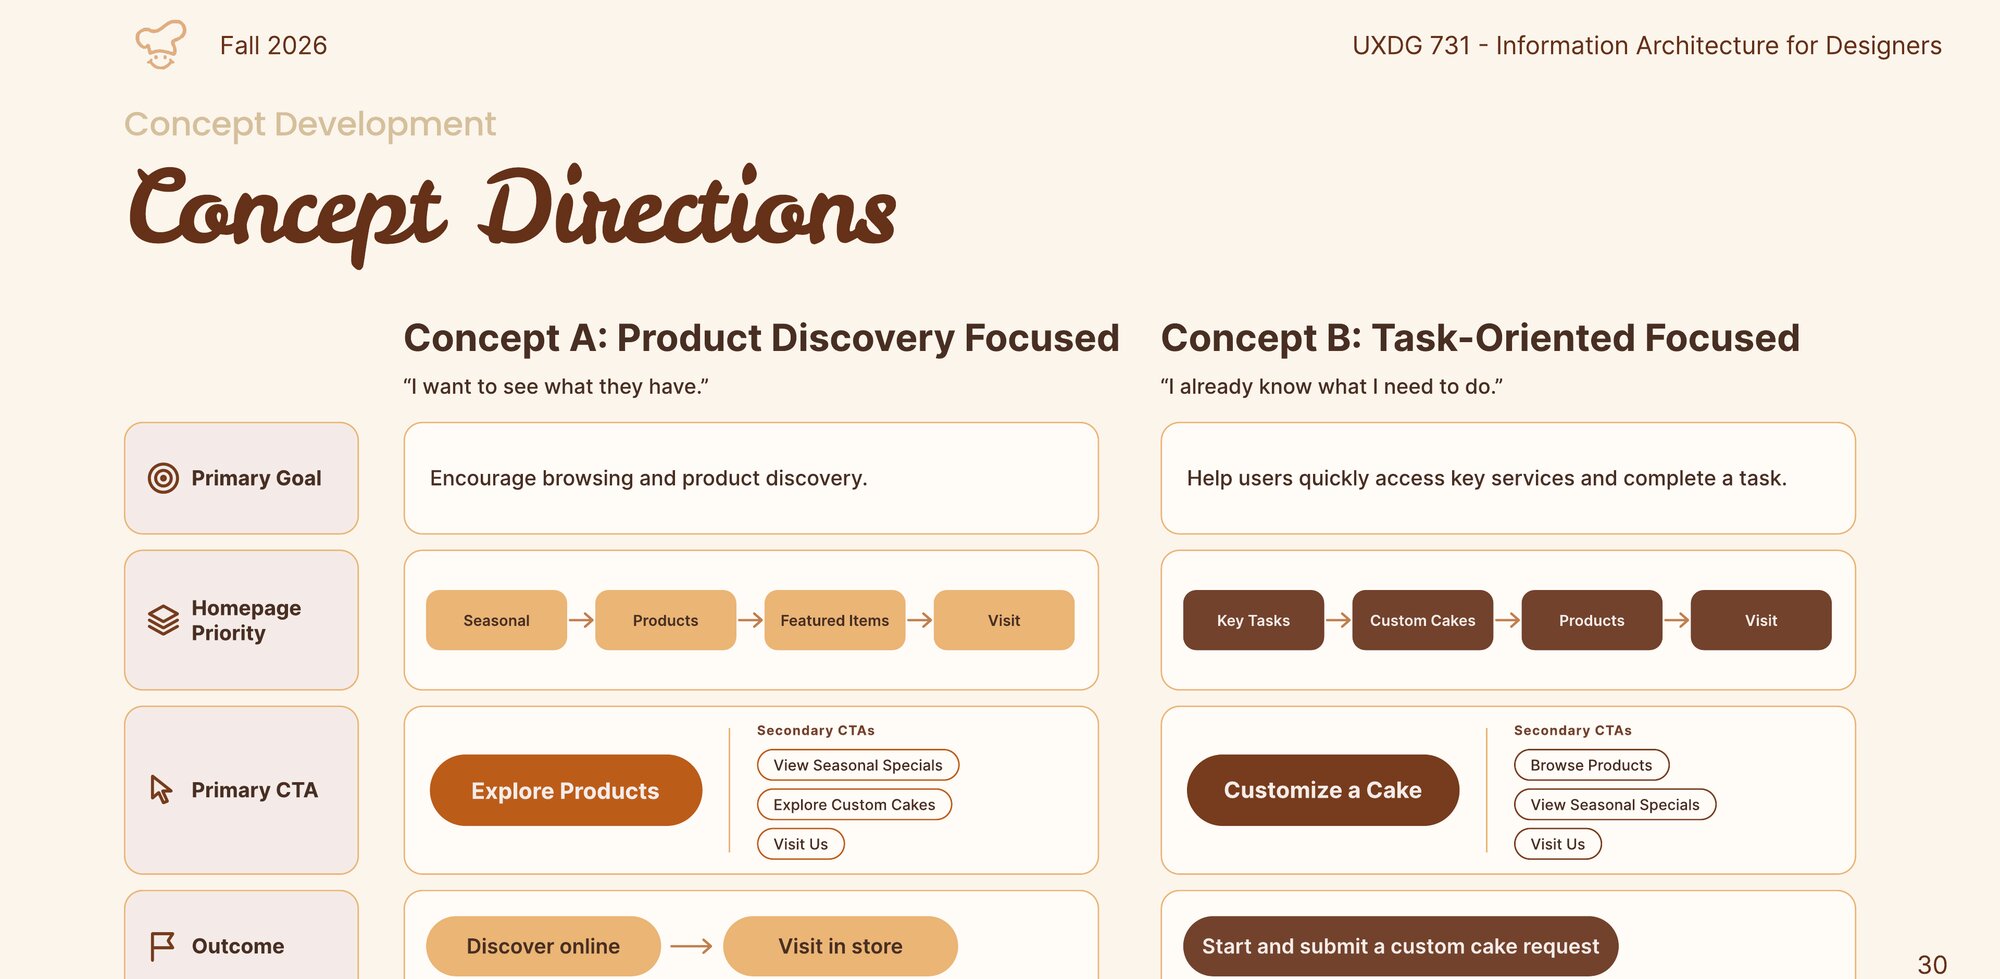 Fall 2026
UXDG 731 - Information Architecture for Designers
Concept Development
Concept Directions
Concept A: Product Discovery Focused
“I want to see what they have.”
Concept B: Task-Oriented Focused
“I already know what I need to do.”
Primary Goal
Encourage browsing and product discovery.
Help users quickly access key services and complete a task.
Homepage
Priority
Seasonal
Products
Featured Items
Visit
Key Tasks
Custom Cakes
Products
Visit
Primary CTA
Explore Products
Secondary CTAs
View Seasonal Specials
Explore Custom Cakes
Visit Us
Customize a Cake
Secondary CTAs
Browse Products
View Seasonal Specials
Visit Us
Outcome
Discover online
Visit in store
Start and submit a custom cake request
30